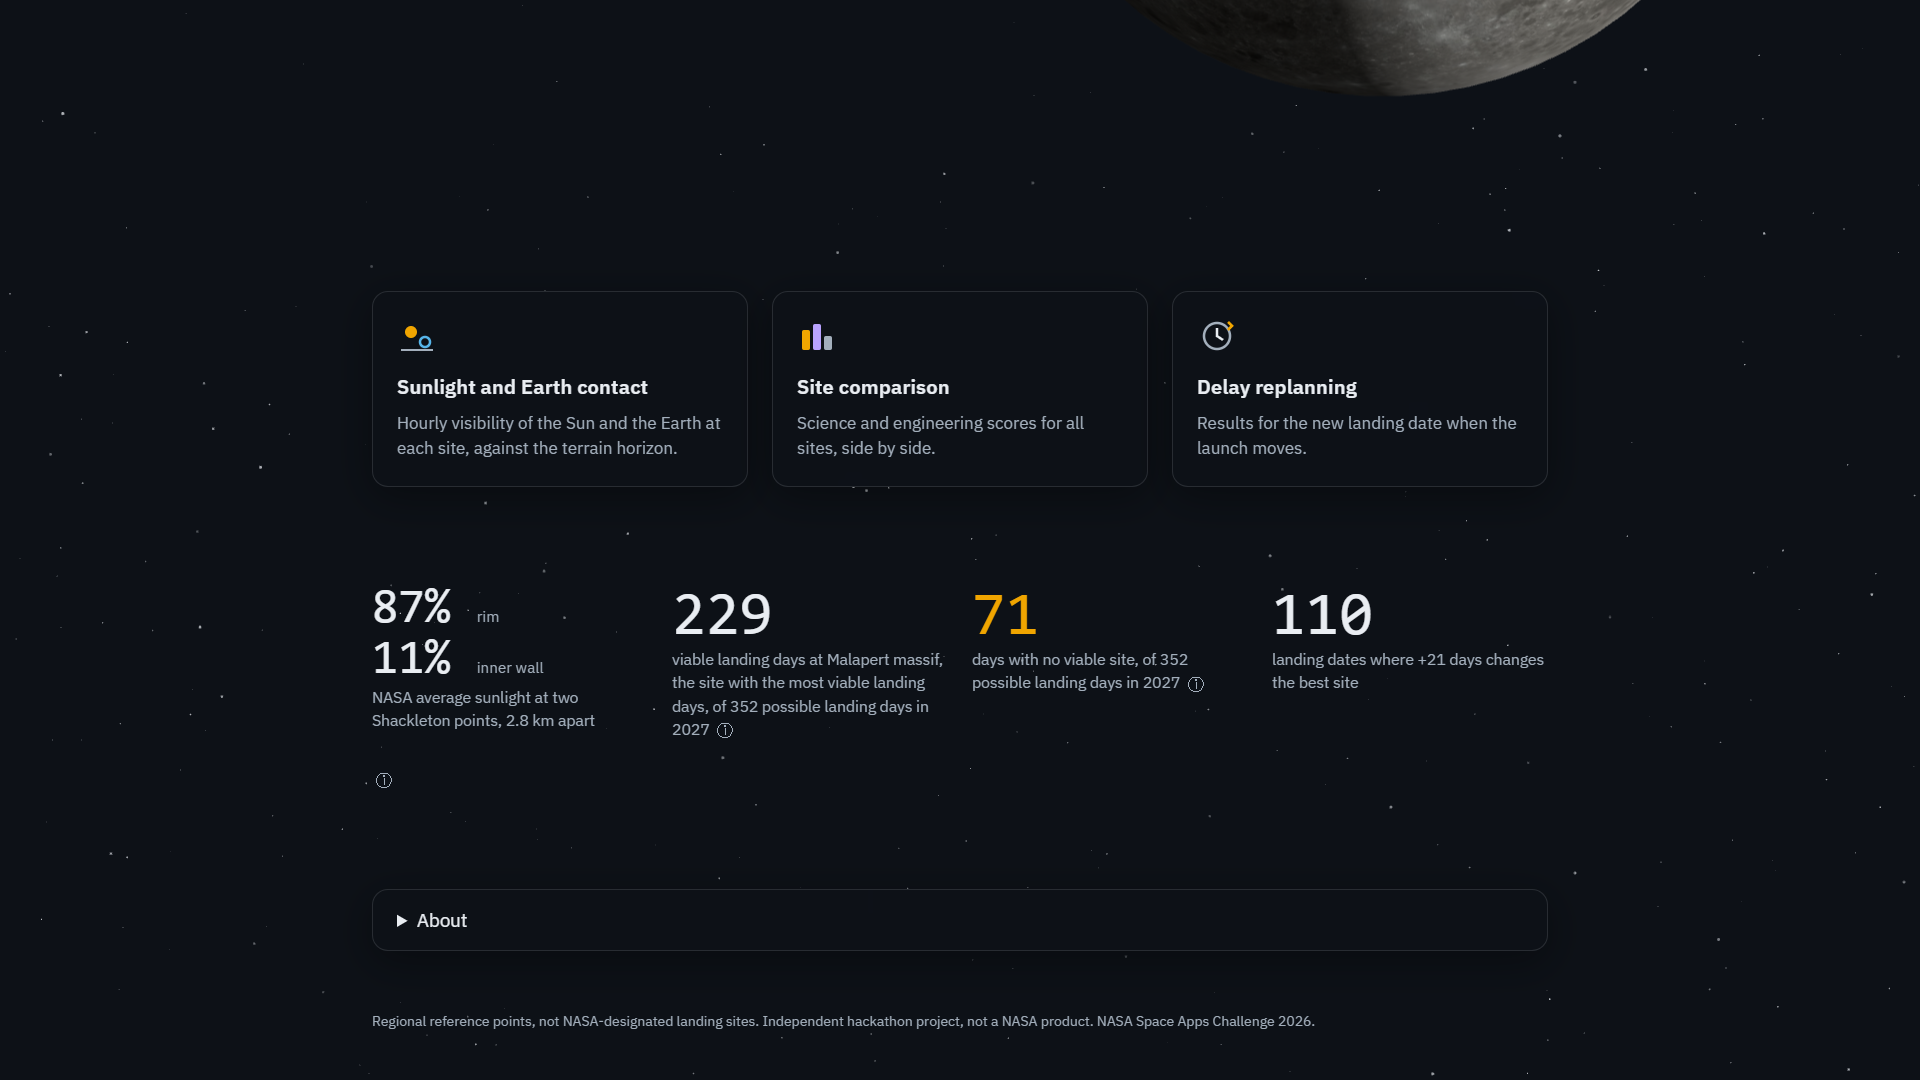 Sunlight and Earth contact
Hourly visibility of the Sun and the Earth at
each site, against the terrain horizon.
Site comparison
Science and engineering scores for all
sites, side by side.
Delay replanning
Results for the new landing date when the
launch moves.
87% rim
11% inner wall
NASA average sunlight at two
Shackleton points, 2.8 km apart
ⓘ
229
viable landing days at Malapert massif,
the site with the most viable landing
days, of 352 possible landing days in
2027 ⓘ
71
days with no viable site, of 352
possible landing days in 2027 ⓘ
110
landing dates where +21 days changes
the best site
About
Regional reference points, not NASA-designated landing sites. Independent hackathon project, not a NASA product. NASA Space Apps Challenge 2026.